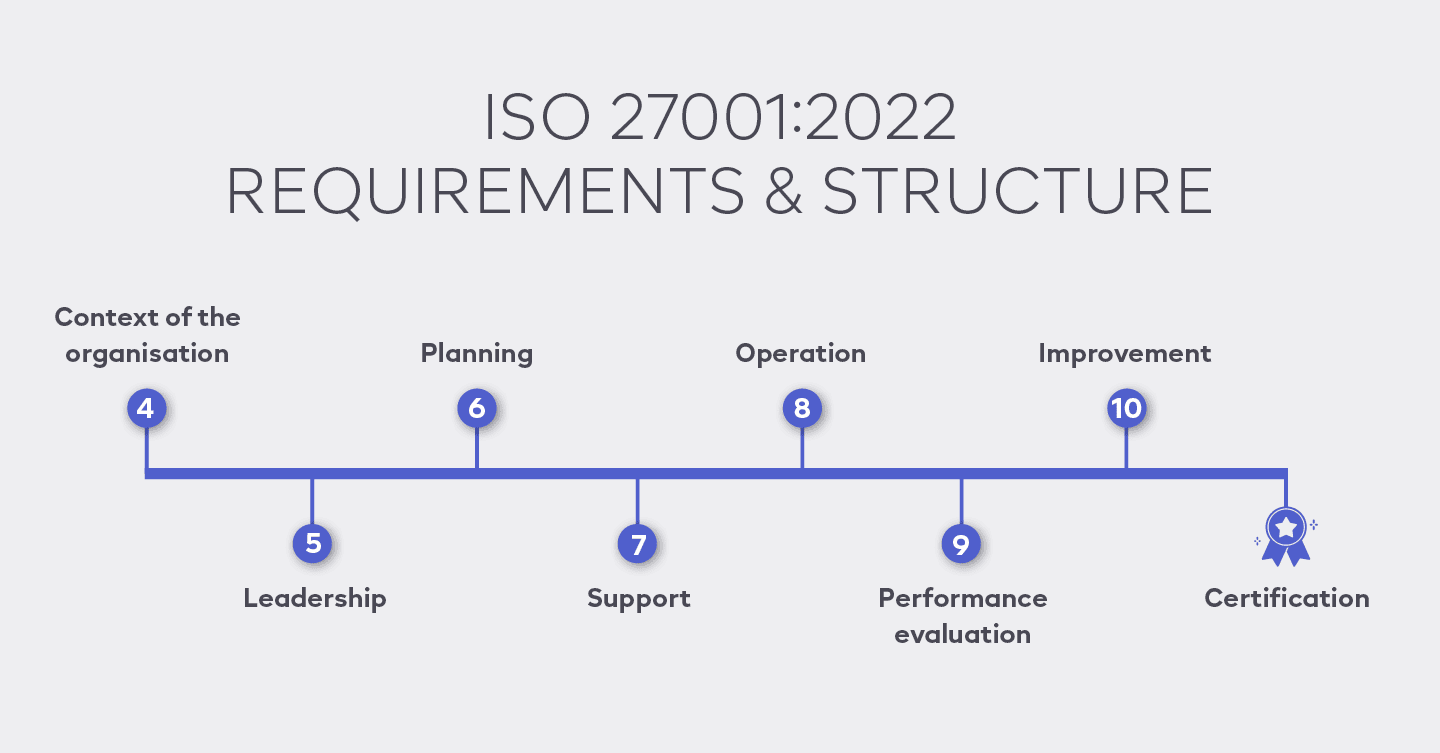 ISO 27001:2022
REQUIREMENTS & STRUCTURE
Context of the
organisation
4
5
Leadership
Planning
6
7
Support
Operation
8
9
Performance
evaluation
Improvement
10
Certification